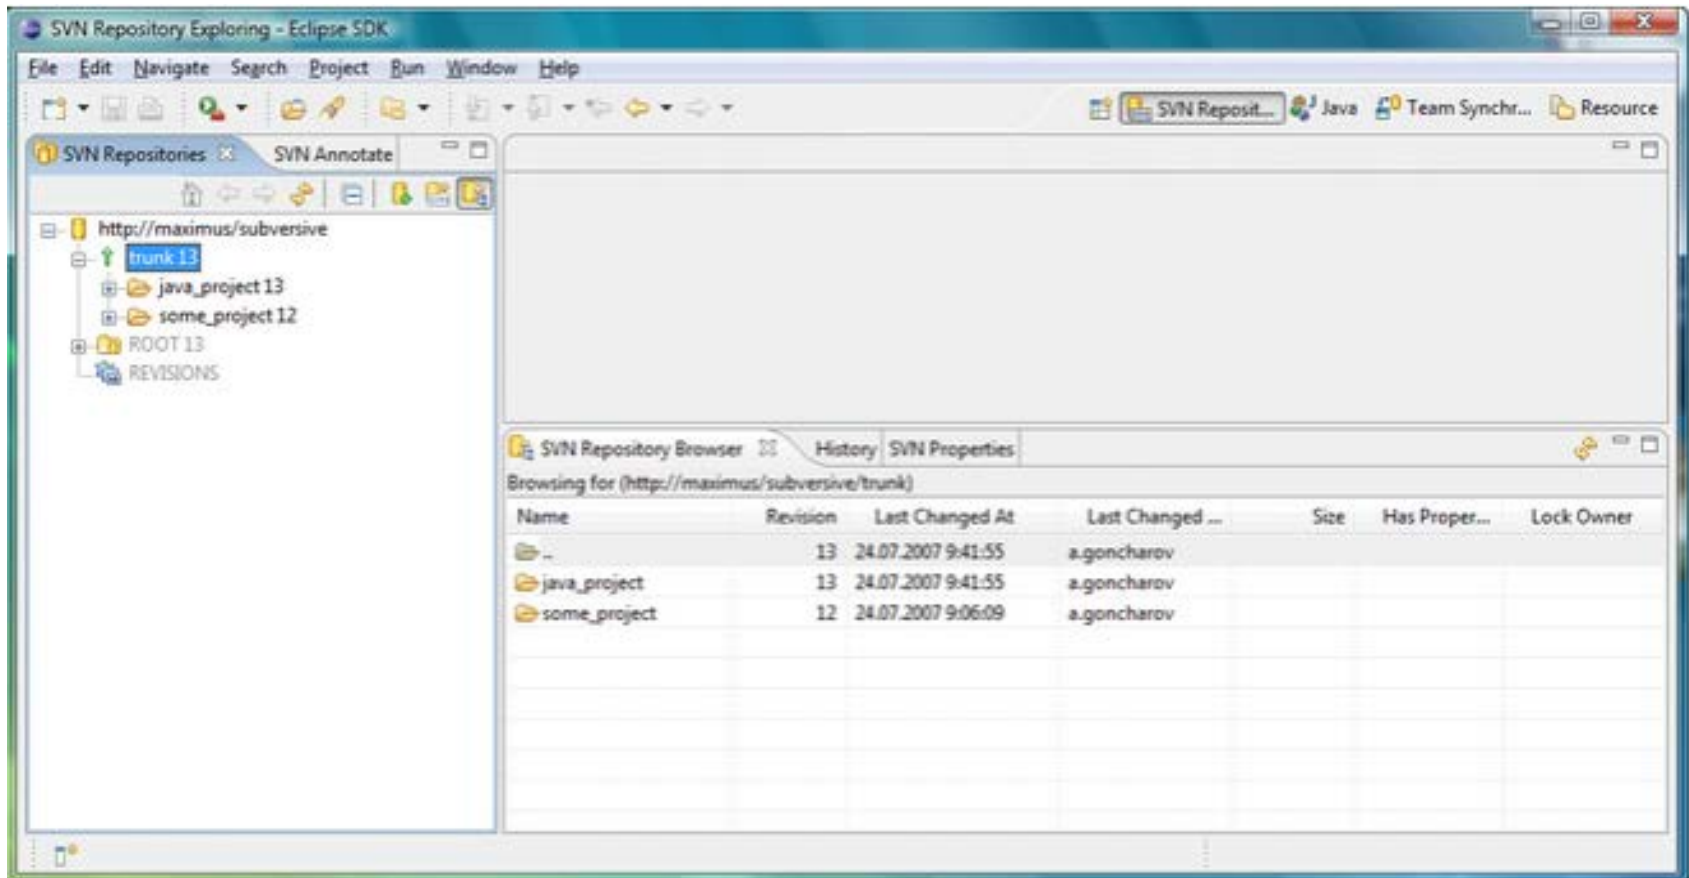 SVN Repository Exploring - Eclipse SDK
File Edit Navigate Search Project Run Window Help
SVN Reposit... Java Team Synchr... Resource
SVN Repositories SVN Annotate
http://maximus/subversive
trunk 13
java_project 13
some_project 12
ROOT 13
REVISIONS
SVN Repository Browser History SVN Properties
Browsing for (http://maximus/subversive/trunk)
Name Revision Last Changed At Last Changed ... Size Has Proper... Lock Owner
.. 13 24.07.2007 9:41:55 a.goncharov
java_project 13 24.07.2007 9:41:55 a.goncharov
some_project 12 24.07.2007 9:06:09 a.goncharov